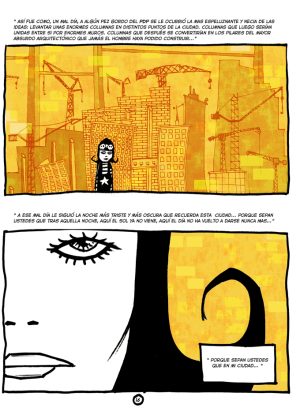 " ASÍ FUE COMO, UN MAL DÍA, A ALGÚN PEZ GORDO DEL PDP SE LE OCURRIÓ LA MAS ESPELUZNANTE Y NECIA DE LAS
IDEAS: LEVANTAR UNAS ENORMES COLUMNAS EN DISTINTOS PUNTOS DE LA CIUDAD. COLUMNAS QUE LUEGO SERÍAN
UNIDAS ENTRE SI POR ENORMES MUROS. COLUMNAS QUE DESPUÉS SE CONVERTIRÍAN EN LOS PILARES DEL MAYOR
ABSURDO ARQUITECTÓNICO QUE JAMÁS EL HOMBRE HAYA PODIDO CONSTRUIR... "
" A ESE MAL DÍA LE SIGUIÓ LA NOCHE MÁS TRISTE Y MÁS OSCURA QUE RECUERDA ESTA CIUDAD... PORQUE SEPAN
USTEDES QUE TRAS AQUELLA NOCHE, AQUÍ EL SOL YA NO VIENE, AQUÍ EL DÍA NO HA VUELTO A DARSE NUNCA MAS... "
" PORQUE SEPAN USTEDES
QUE EN MI CIUDAD... "